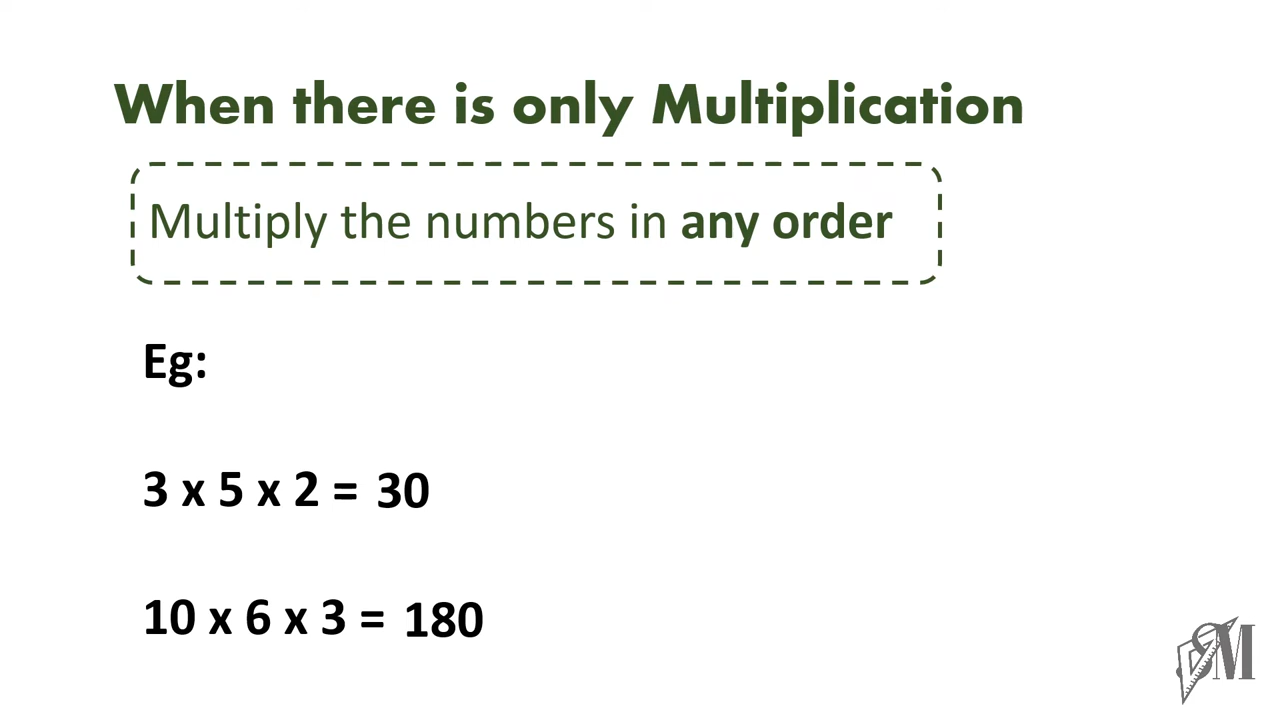 When there is only Multiplication
Multiply the numbers in any order
Eg:
3 x 5 x 2 = 30
10 x 6 x 3 = 180
SM